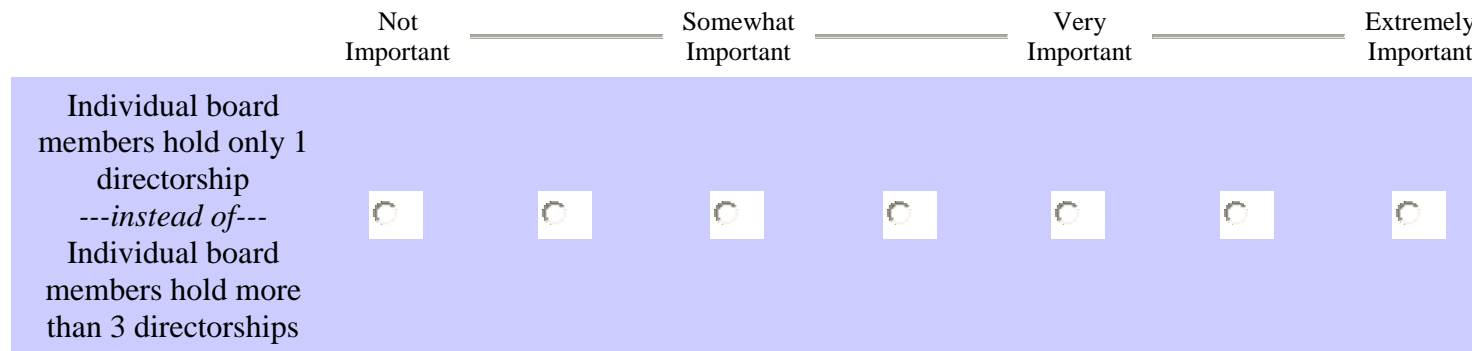 Not Somewhat Very Extremely
Important Important Important Important
Individual board
members hold only 1
directorship
---instead of---
Individual board
members hold more
than 3 directorships